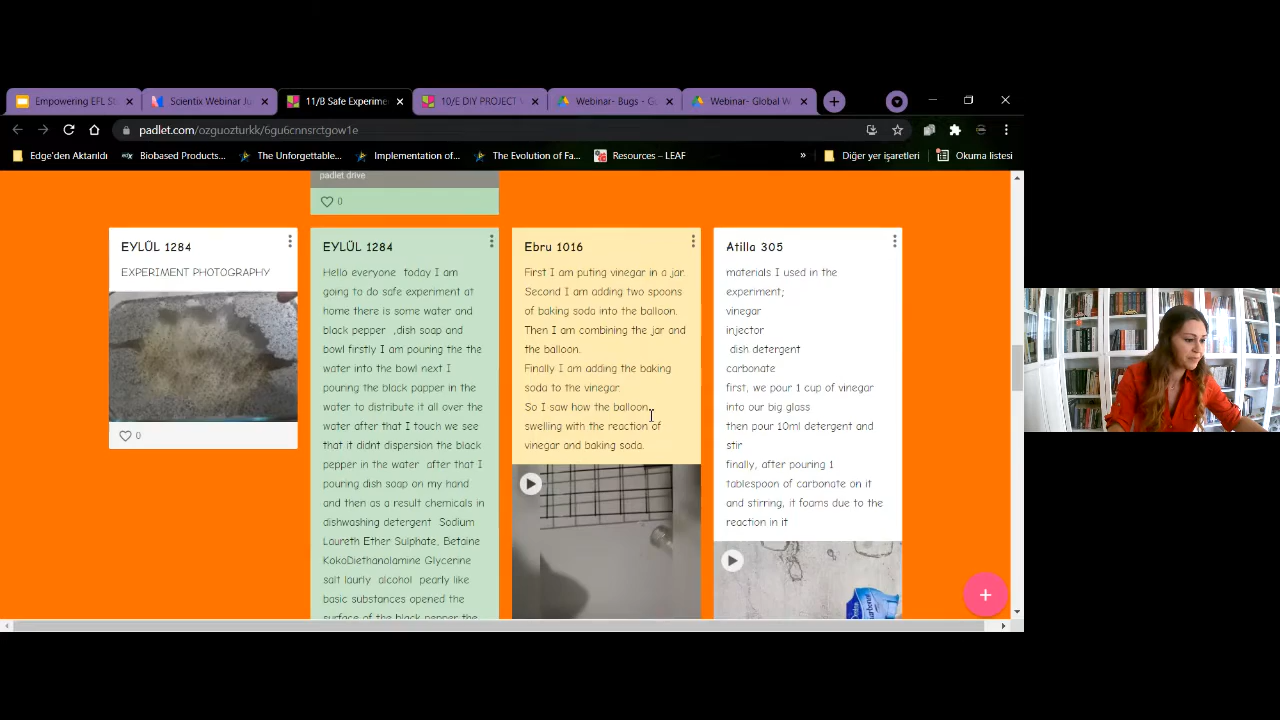 Empowering EFL St
Scientix Webinar Ju
11/B Safe Experime
10/E DIY PROJECT
Webinar- Bugs - G
Webinar- Global W
padlet.com/ozguozturkk/6gu6cnnsrctgow1e
Edge'den Aktarıldı
Biobased Products...
The Unforgettable...
Implementation of...
The Evolution of Fa...
Resources – LEAF
»
Diğer yer işaretleri
Okuma listesi
padlet drive
0
EYLÜL 1284
EXPERIMENT PHOTOGRAPHY
0
EYLÜL 1284
Hello everyone today I am
going to do safe experiment at
home there is some water and
black pepper ,dish soap and
bowl firstly I am pouring the the
water into the bowl next I
pouring the black papper in the
water to distribute it all over the
water after that I touch we see
that it didnt dispersion the black
pepper in the water after that I
pouring dish soap on my hand
and then as a result chemicals in
dishwashing detergent Sodium
Laureth Ether Sulphate, Betaine
KokoDiethanolamine Glycerine
salt laurly alcohol pearly like
basic substances opened the
surface of the black pepper the
Ebru 1016
First I am puting vinegar in a jar.
Second I am adding two spoons
of baking soda into the balloon.
Then I am combining the jar and
the balloon.
Finally I am adding the baking
soda to the vinegar.
So I saw how the balloon
swelling with the reaction of
vinegar and baking soda.
Atilla 305
materials I used in the
experiment;
vinegar
injector
dish detergent
carbonate
first, we pour 1 cup of vinegar
into our big glass
then pour 10ml detergent and
stir
finally, after pouring 1
tablespoon of carbonate on it
and stirring, it foams due to the
reaction in it